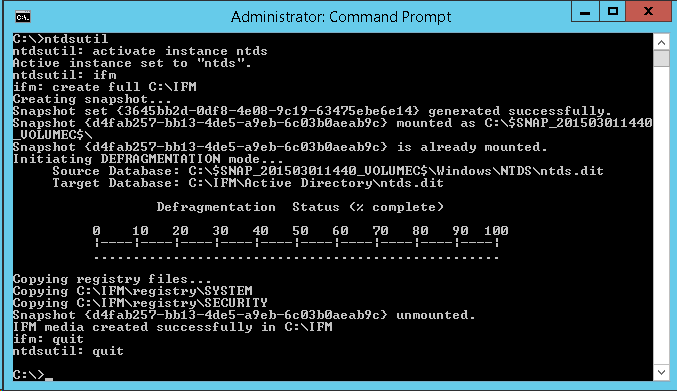 Administrator: Command Prompt
C:\>ntdsutil
ntdsutil: activate instance ntds
Active instance set to "ntds".
ntdsutil: ifm
ifm: create full C:\IFM
Creating snapshot...
Snapshot set {3645bb2d-0df8-4e08-9c19-63475ebe6e14} generated successfully.
Snapshot {d4fab257-bb13-4de5-a9eb-6c03b0aeab9c} mounted as C:\$SNAP_201503011440
_VOLUMEC$\
Snapshot {d4fab257-bb13-4de5-a9eb-6c03b0aeab9c} is already mounted.
Initiating DEFRAGMENTATION mode...
     Source Database: C:\$SNAP_201503011440_VOLUMEC$\Windows\NTDS\ntds.dit
     Target Database: C:\IFM\Active Directory\ntds.dit
                  Defragmentation  Status (% complete)
          0    10   20   30   40   50   60   70   80   90  100
          |----|----|----|----|----|----|----|----|----|----|
          ...................................................
Copying registry files...
Copying C:\IFM\registry\SYSTEM
Copying C:\IFM\registry\SECURITY
Snapshot {d4fab257-bb13-4de5-a9eb-6c03b0aeab9c} unmounted.
IFM media created successfully in C:\IFM
ifm: quit
ntdsutil: quit
C:\>_